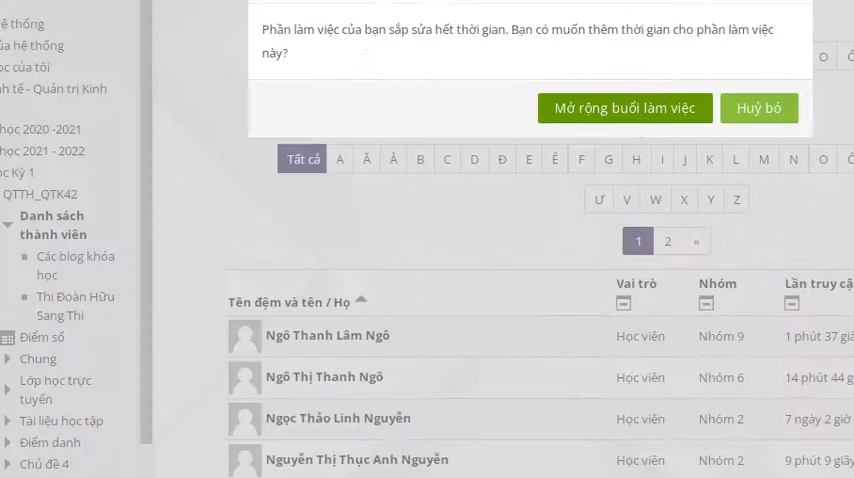 Phần làm việc của bạn sắp sửa hết thời gian. Bạn có muốn thêm thời gian cho phần làm việc
này?
Mở rộng buổi làm việc
Huỷ bỏ
ệ thống
ủa hệ thống
ọc của tôi
nh tế - Quản trị Kinh
học 2020 -2021
học 2021 - 2022
ọc Kỳ 1
QTTH_QTK42
Danh sách
thành viên
Các blog khóa
học
Thi Đoàn Hữu
Sang Thi
Điểm số
Chung
Lớp học trực
tuyến
Tài liệu học tập
Điểm danh
Chủ đề 4
O
Tất cả A Ă Â B C D Đ E Ê F G H I J K L M N O
Ư V W X Y Z
1 2 »
Tên đệm và tên / Họ
Vai trò
Nhóm
Lần truy cậ
Ngô Thanh Lâm Ngô Học viên Nhóm 9 1 phút 37 giâ
Ngô Thị Thanh Ngô Học viên Nhóm 6 14 phút 44 g
Ngọc Thảo Linh Nguyễn Học viên Nhóm 2 7 ngày 2 giờ
Nguyễn Thị Thục Anh Nguyễn Học viên Nhóm 2 9 phút 9 giây